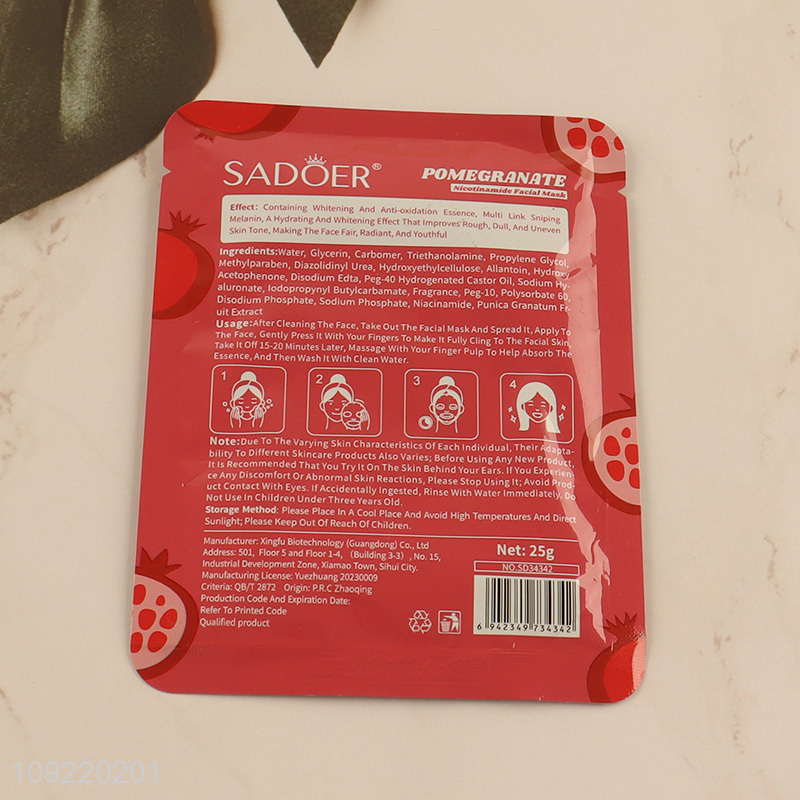 SADOER®
POMEGRANATE
Nicotinamide Facial Mask
Effect: Containing Whitening And Anti-oxidation Essence, Multi Link Sniping
Melanin, A Hydrating And Whitening Effect That Improves Rough, Dull, And Uneven
Skin Tone, Making The Face Fair, Radiant, And Youthful
Ingredients:Water, Glycerin, Carbomer, Triethanolamine, Propylene Glycol,
Methylparaben, Diazolidinyl Urea, Hydroxyethylcellulose, Allantoin, Hydroxy
Acetophenone, Disodium Edta, Peg-40 Hydrogenated Castor Oil, Sodium Hy-
aluronate, Iodopropynyl Butylcarbamate, Fragrance, Peg-10, Polysorbate 60,
Disodium Phosphate, Sodium Phosphate, Niacinamide, Punica Granatum Fr-
uit Extract
Usage:After Cleaning The Face, Take Out The Facial Mask And Spread It, Apply To
The Face, Gently Press It With Your Fingers To Make It Fully Cling To The Facial Skin,
Take It Off 15-20 Minutes Later, Massage With Your Finger Pulp To Help Absorb The
Essence, And Then Wash It With Clean Water.
1 2 3 4
Note:Due To The Varying Skin Characteristics Of Each Individual, Their Adapta-
bility To Different Skincare Products Also Varies; Before Using Any New Product,
It Is Recommended That You Try It On The Skin Behind Your Ears. If You Experien-
ce Any Discomfort Or Abnormal Skin Reactions, Please Stop Using It; Avoid Prod-
uct Contact With Eyes. If Accidentally Ingested, Rinse With Water Immediately. Do
Not Use In Children Under Three Years Old.
Storage Method: Please Place In A Cool Place And Avoid High Temperatures And Direct
Sunlight; Please Keep Out Of Reach Of Children.
Manufacturer: Xingfu Biotechnology (Guangdong) Co., Ltd
Address: 501, Floor 5 and Floor 1-4, （Building 3-3）, No. 15,
Industrial Development Zone, Xiamao Town, Sihui City.
Manufacturing License: Yuezhuang 20230009
Criteria: QB/T 2872 Origin: P.R.C Zhaoqing
Production Code And Expiration Date:
Refer To Printed Code
Qualified product
Net: 25g
NO.SD34342
6 942349 734342
109220201